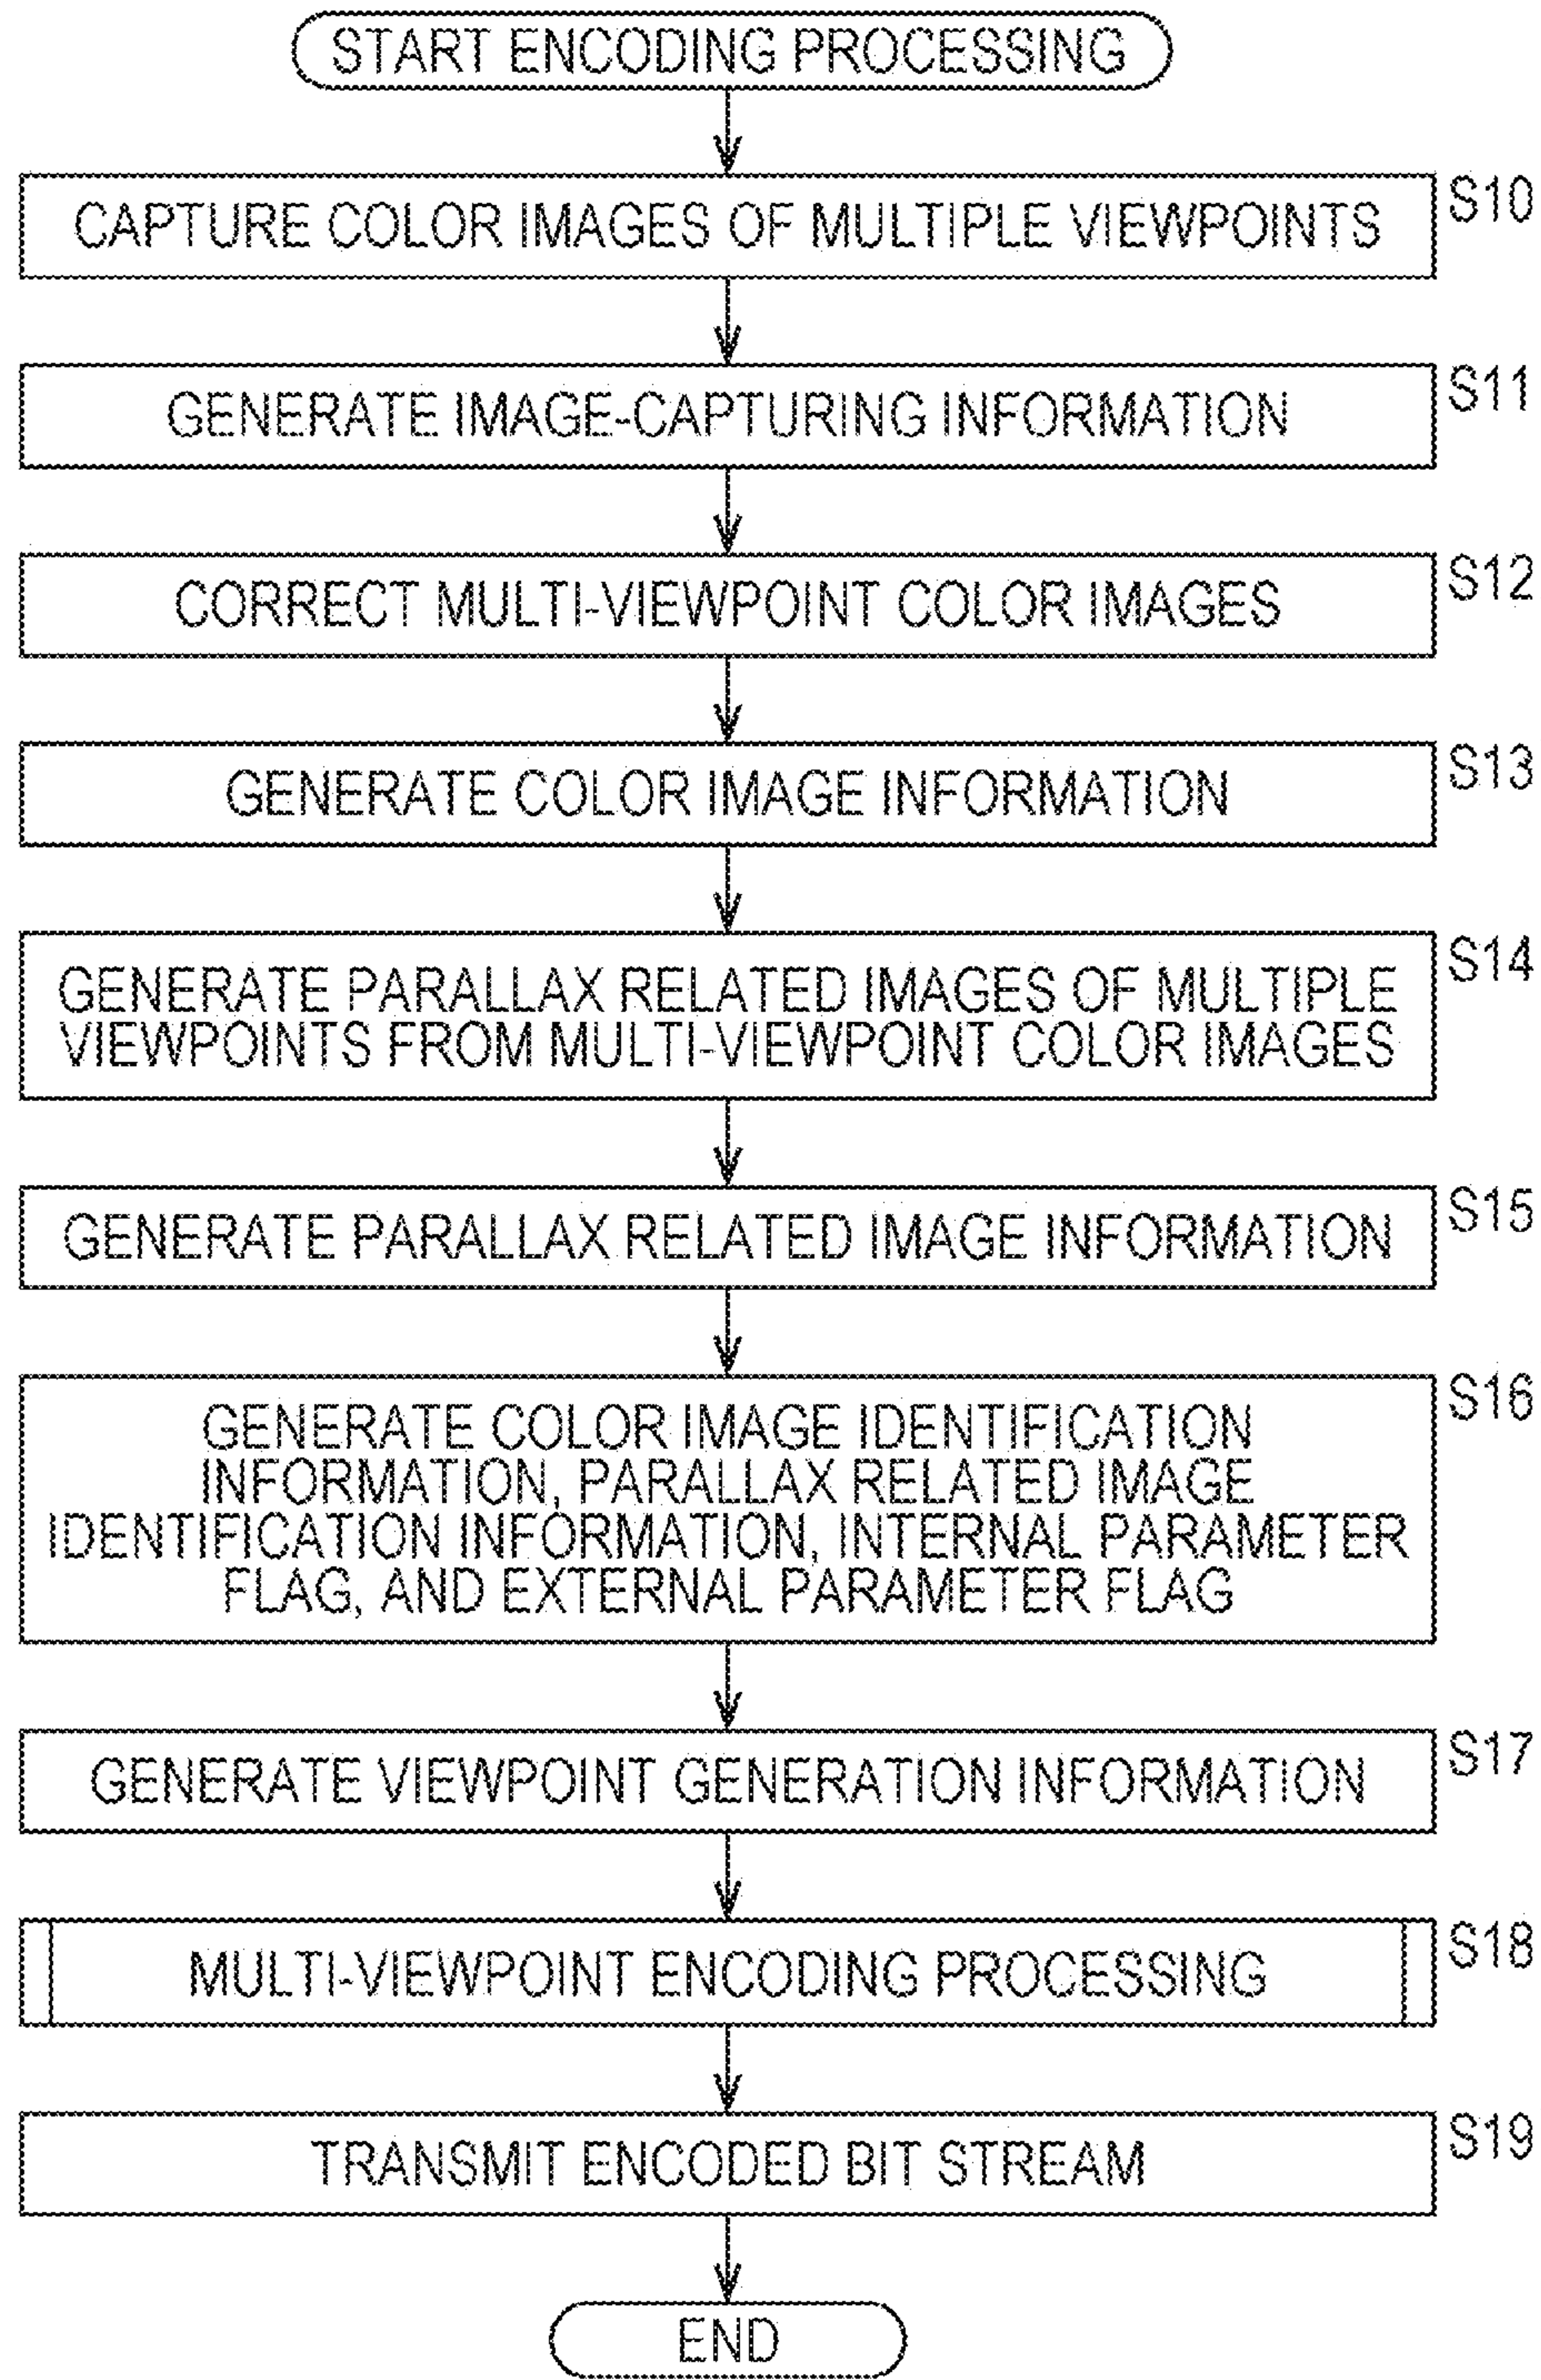 START ENCODING PROCESSING
S10
CAPTURE COLOR IMAGES OF MULTIPLE VIEWPOINTS
S11
GENERATE IMAGE-CAPTURING INFORMATION
S12
CORRECT MULTI-VIEWPOINT COLOR IMAGES
S13
GENERATE COLOR IMAGE INFORMATION
S14
GENERATE PARALLAX RELATED IMAGES OF MULTIPLE
VIEWPOINTS FROM MULTI-VIEWPOINT COLOR IMAGES
S15
GENERATE PARALLAX RELATED IMAGE INFORMATION
S16
GENERATE COLOR IMAGE IDENTIFICATION
INFORMATION, PARALLAX RELATED IMAGE
IDENTIFICATION INFORMATION, INTERNAL PARAMETER
FLAG, AND EXTERNAL PARAMETER FLAG
S17
GENERATE VIEWPOINT GENERATION INFORMATION
S18
MULTI-VIEWPOINT ENCODING PROCESSING
S19
TRANSMIT ENCODED BIT STREAM
END